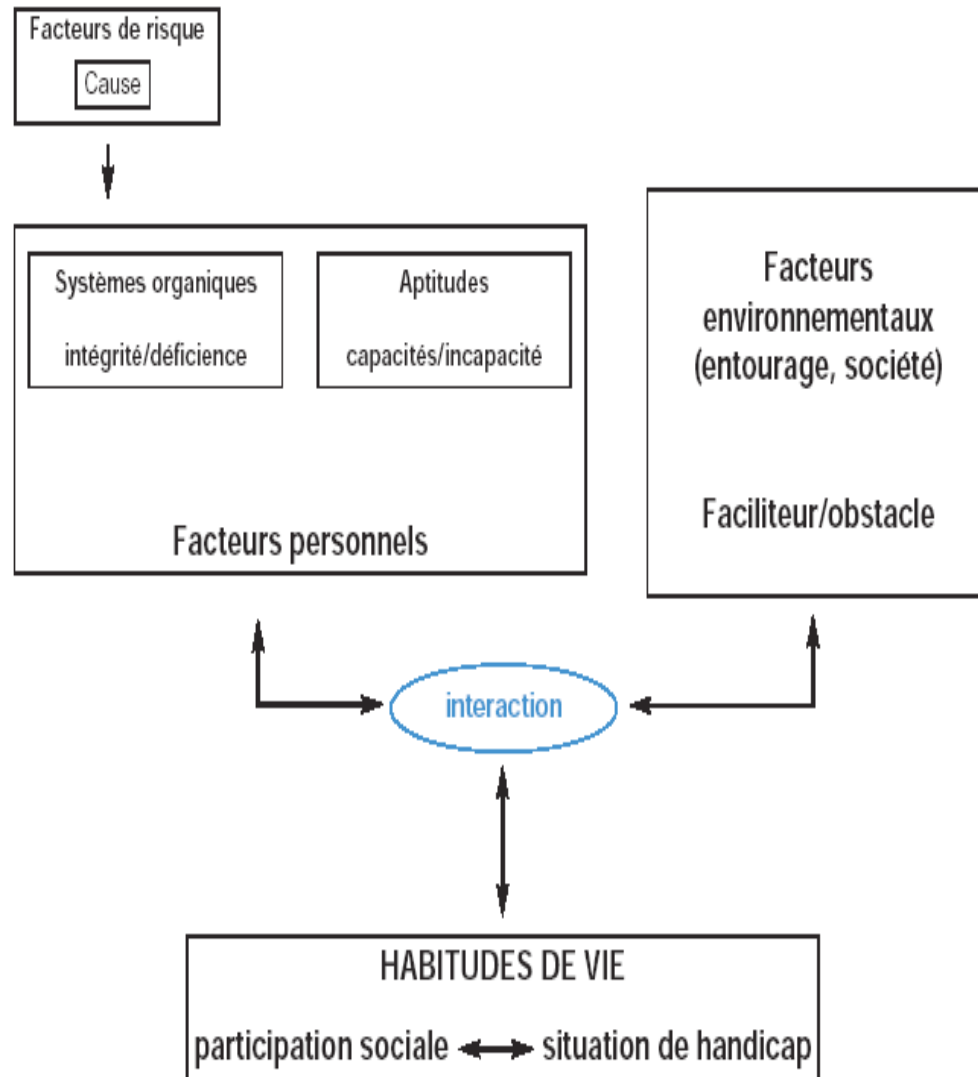 Facteurs de risque
Cause
Systèmes organiques
intégrité/déficience
Aptitudes
capacités/incapacité
Facteurs personnels
Facteurs
environnementaux
(entourage, société)
Faciliteur/obstacle
interaction
HABITUDES DE VIE
participation sociale situation de handicap